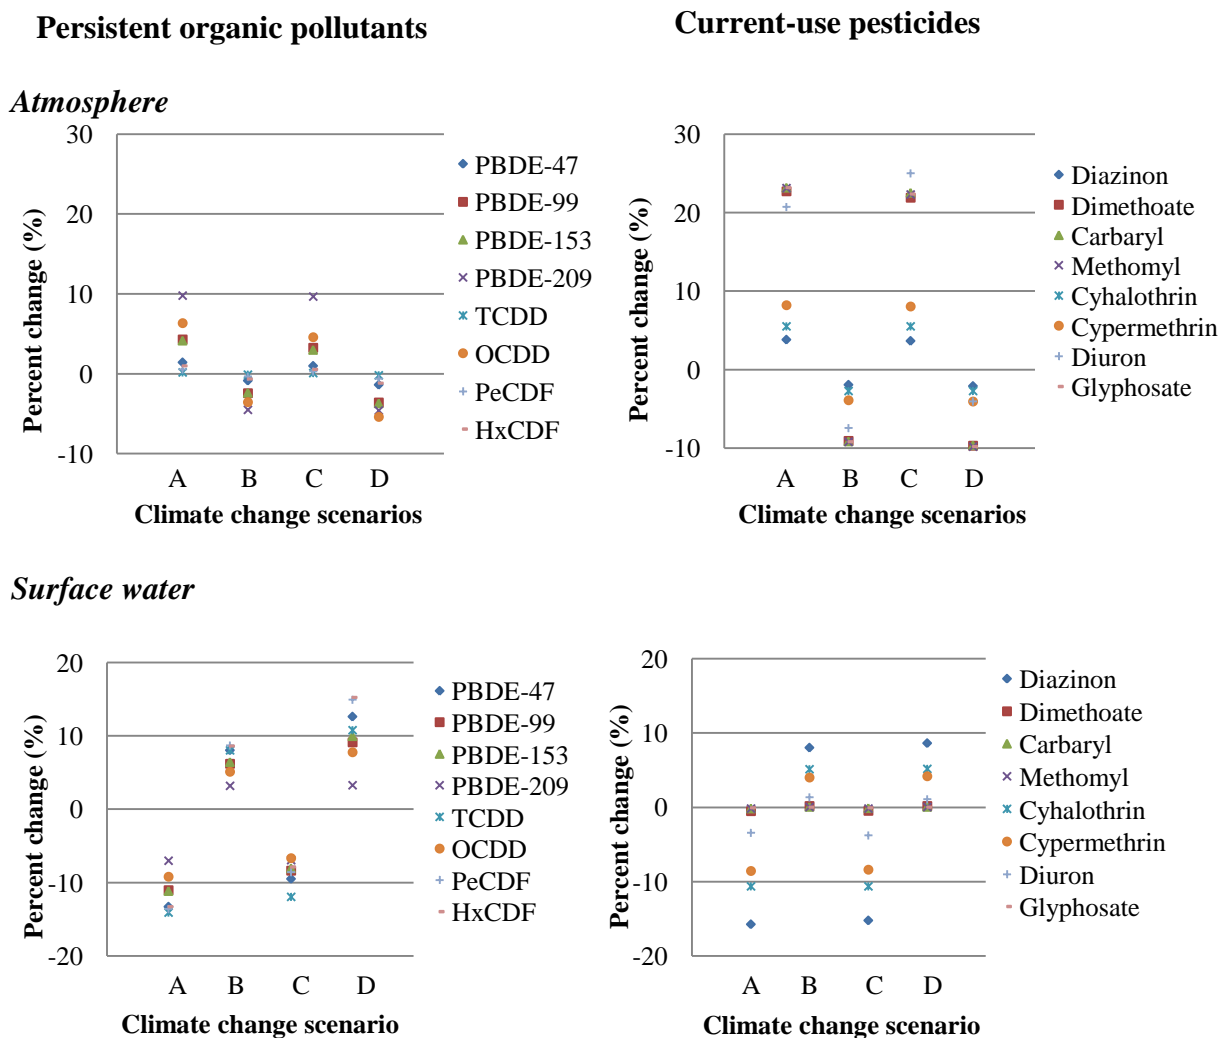 Persistent organic pollutants
Current-use pesticides
Atmosphere
Percent change (%)
30
20
10
0
-10
A B C D
Climate change scenarios
PBDE-47
PBDE-99
PBDE-153
PBDE-209
TCDD
OCDD
PeCDF
HxCDF
Percent change (%)
30
20
10
0
-10
A B C D
Climate change scenarios
Diazinon
Dimethoate
Carbaryl
Methomyl
Cyhalothrin
Cypermethrin
Diuron
Glyphosate
Surface water
Percent change (%)
20
10
0
-10
-20
A B C D
Climate change scenario
PBDE-47
PBDE-99
PBDE-153
PBDE-209
TCDD
OCDD
PeCDF
HxCDF
Percent change (%)
20
10
0
-10
-20
A B C D
Climate change scenario
Diazinon
Dimethoate
Carbaryl
Methomyl
Cyhalothrin
Cypermethrin
Diuron
Glyphosate